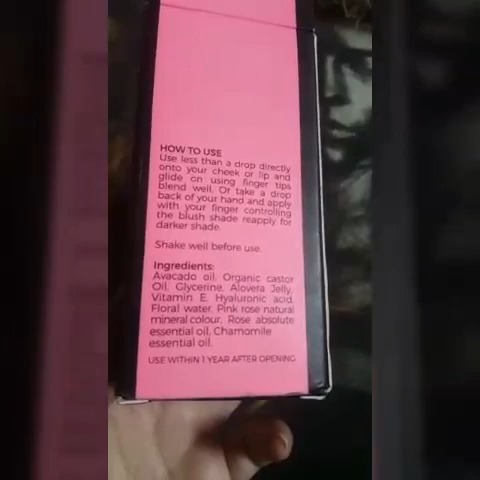 HOW TO USE
Use less than a drop directly
onto your cheek or lip and
glide on using finger tips
blend well. Or take a drop
back of your hand and apply
with your finger controlling
the blush shade reapply for
darker shade.
Shake well before use.
Ingredients:
Avacado oil, Organic castor
Oil, Glycerine, Alovera Jelly,
Vitamin E, Hyaluronic acid,
Floral water, Pink rose natural
mineral colour, Rose absolute
essential oil, Chamomile
essential oil.
USE WITHIN 1 YEAR AFTER OPENING